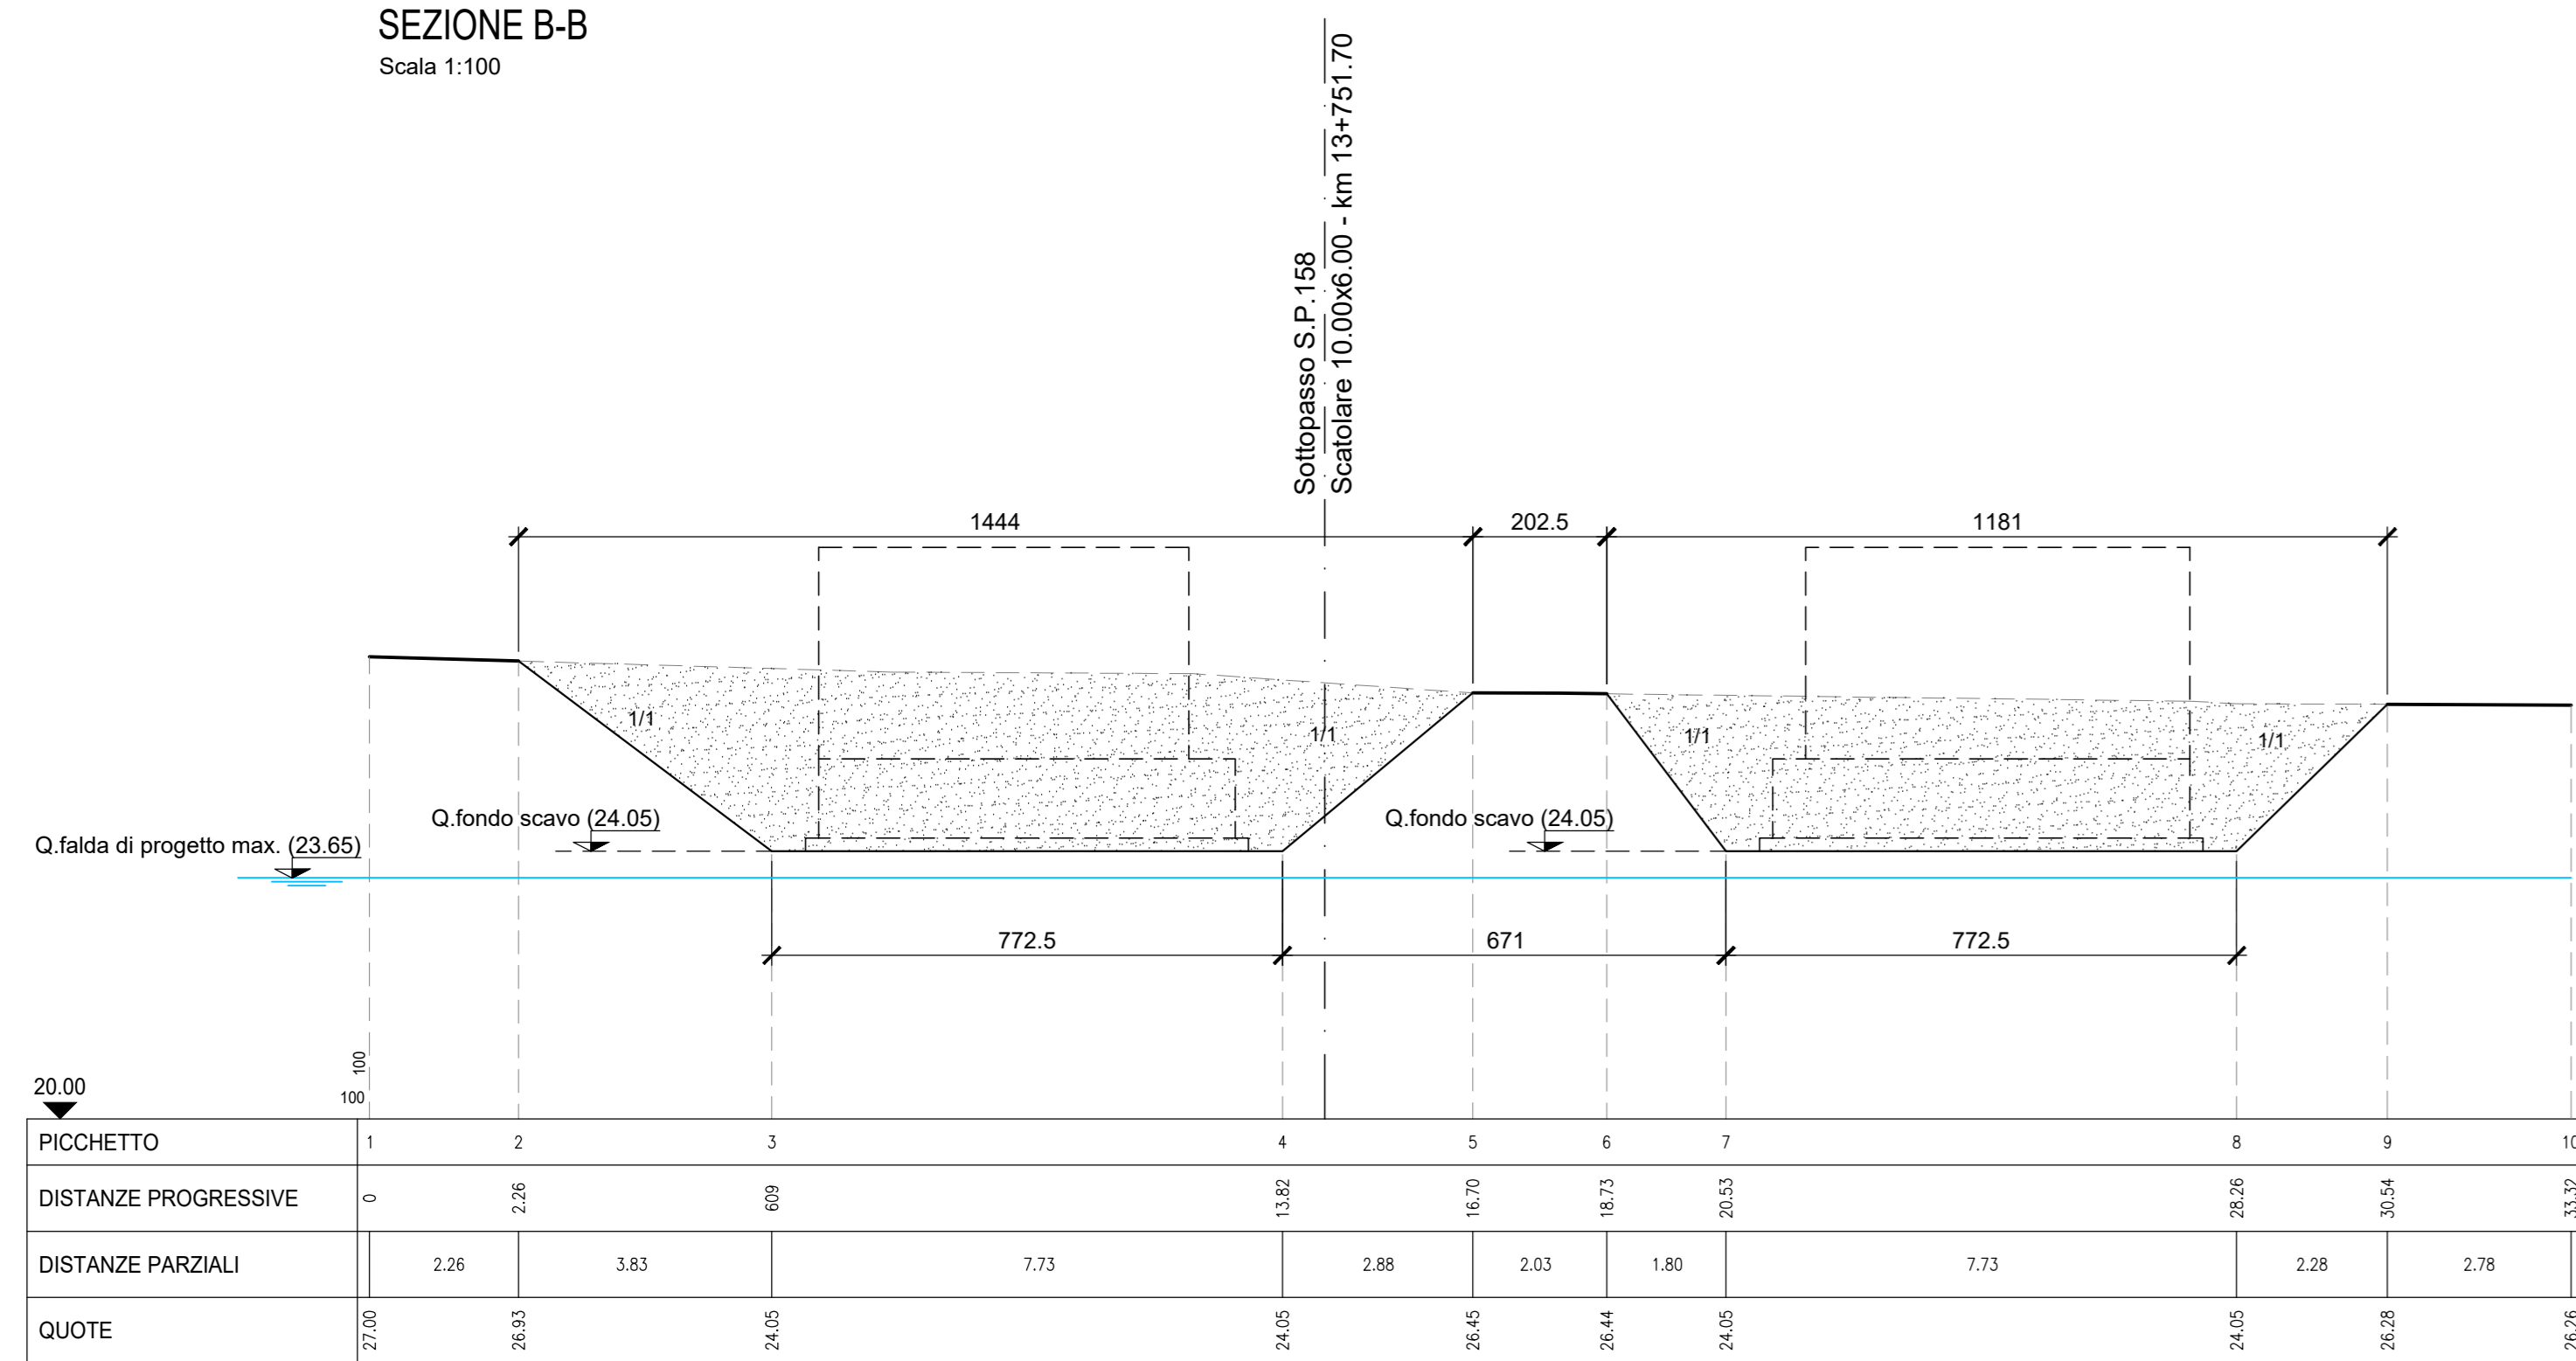 SEZIONE B-B
Scala 1:100
Sottopasso S.P.158
Scatolare 10.00x6.00 - km 13+751.70
1444
202.5
1181
1/1
1/1
1/1
1/1
Q.fondo scavo (24.05)
Q.fondo scavo (24.05)
Q.falda di progetto max. (23.65)
772.5
671
772.5
100
100
20.00
PICCHETTO 1 2 3 4 5 6 7 8 9 10
DISTANZE PROGRESSIVE 0 2.26 609 13.82 16.70 18.73 20.53 28.26 30.54 33.32
DISTANZE PARZIALI 2.26 3.83 7.73 2.88 2.03 1.80 7.73 2.28 2.78
QUOTE 27.00 26.93 24.05 24.05 26.45 26.44 24.05 24.05 26.28 26.26